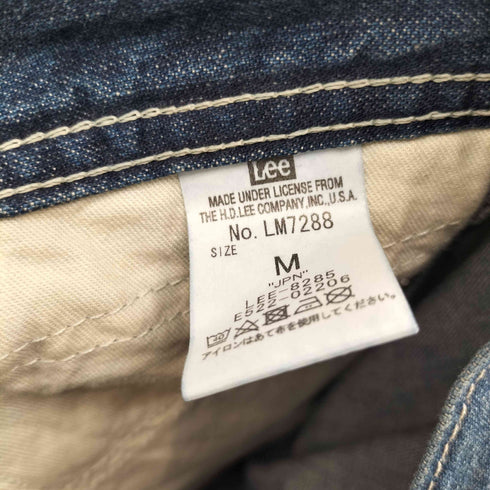 Lee
MADE UNDER LICENSE FROM
THE H.D.LEE COMPANY,INC.,U.S.A.
No. LM7288
SIZE
M
"JPN"
LEE-8285
E522-02206
アイロンはあて布を使用してください。